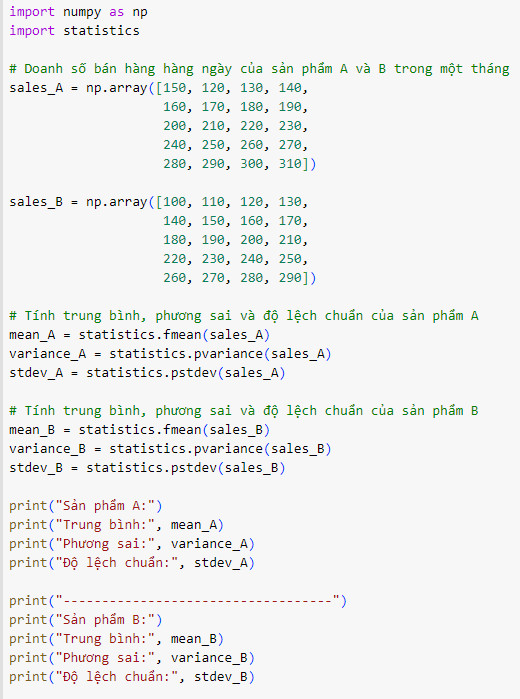 import numpy as np
import statistics
# Doanh số bán hàng hàng ngày của sản phẩm A và B trong một tháng
sales_A = np.array([150, 120, 130, 140,
160, 170, 180, 190,
200, 210, 220, 230,
240, 250, 260, 270,
280, 290, 300, 310])
sales_B = np.array([100, 110, 120, 130,
140, 150, 160, 170,
180, 190, 200, 210,
220, 230, 240, 250,
260, 270, 280, 290])
# Tính trung bình, phương sai và độ lệch chuẩn của sản phẩm A
mean_A = statistics.fmean(sales_A)
variance_A = statistics.pvariance(sales_A)
stdev_A = statistics.pstdev(sales_A)
# Tính trung bình, phương sai và độ lệch chuẩn của sản phẩm B
mean_B = statistics.fmean(sales_B)
variance_B = statistics.pvariance(sales_B)
stdev_B = statistics.pstdev(sales_B)
print("Sản phẩm A:")
print("Trung bình:", mean_A)
print("Phương sai:", variance_A)
print("Độ lệch chuẩn:", stdev_A)
print("-----------------------------------")
print("Sản phẩm B:")
print("Trung bình:", mean_B)
print("Phương sai:", variance_B)
print("Độ lệch chuẩn:", stdev_B)